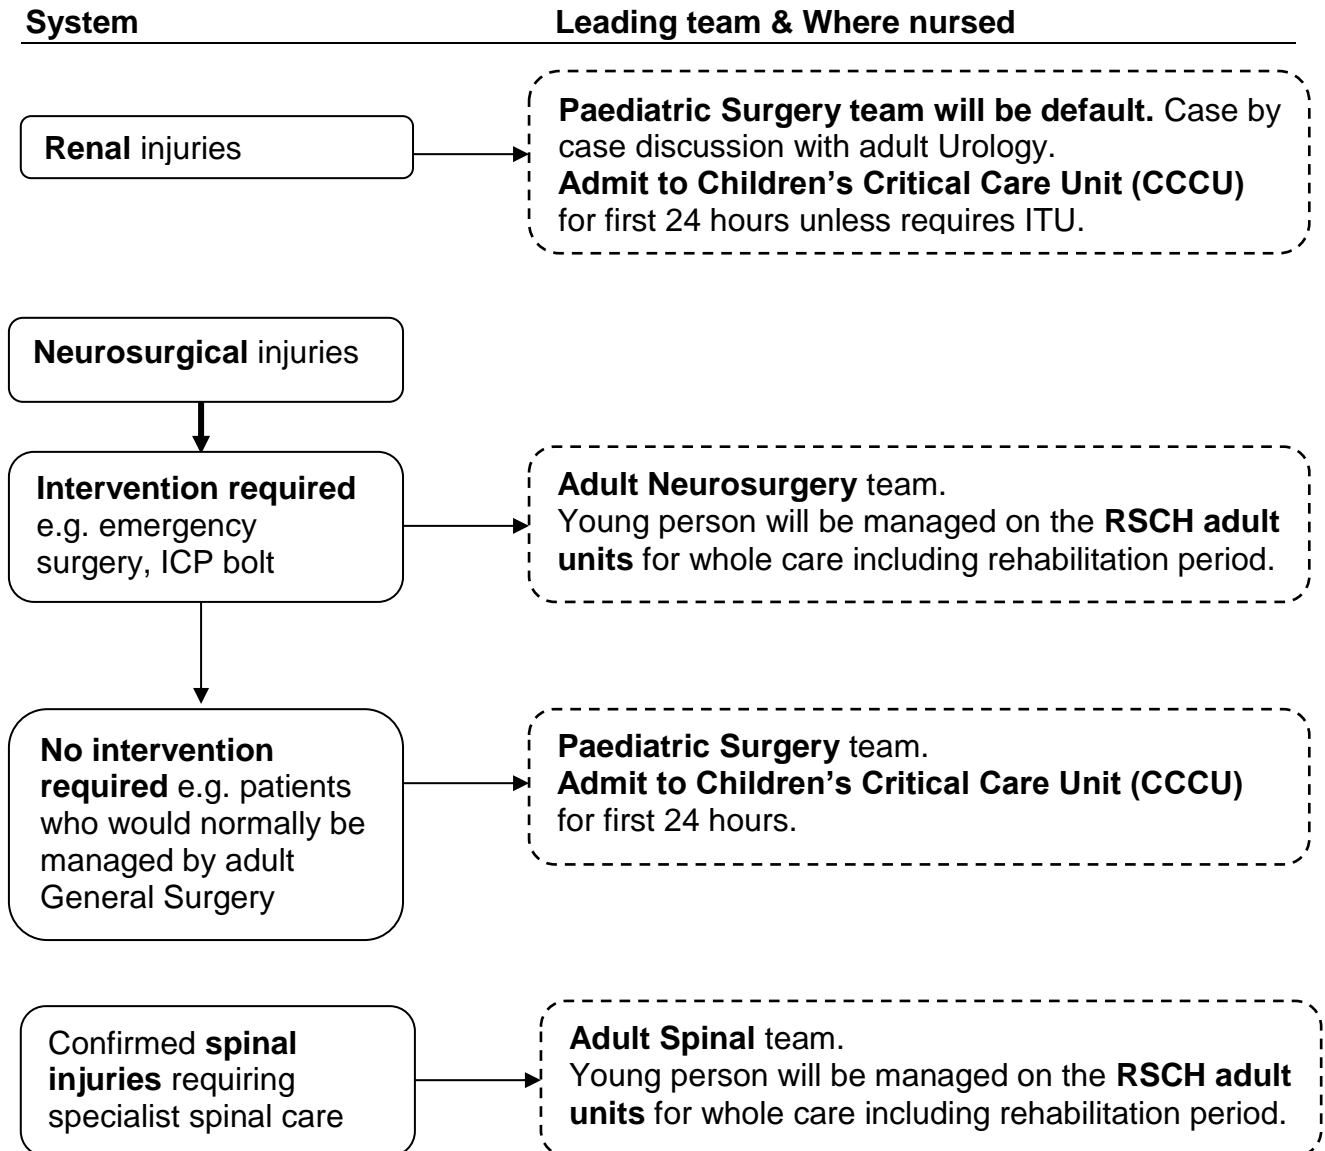 System
Leading team & Where nursed
Renal injuries
Paediatric Surgery team will be default. Case by
case discussion with adult Urology.
Admit to Children's Critical Care Unit (CCCU)
for first 24 hours unless requires ITU.
Neurosurgical injuries
Intervention required
e.g. emergency
surgery, ICP bolt
Adult Neurosurgery team.
Young person will be managed on the RSCH adult
units for whole care including rehabilitation period.
No intervention
required e.g. patients
who would normally be
managed by adult
General Surgery
Paediatric Surgery team.
Admit to Children's Critical Care Unit (CCCU)
for first 24 hours.
Confirmed spinal
injuries requiring
specialist spinal care
Adult Spinal team.
Young person will be managed on the RSCH adult
units for whole care including rehabilitation period.